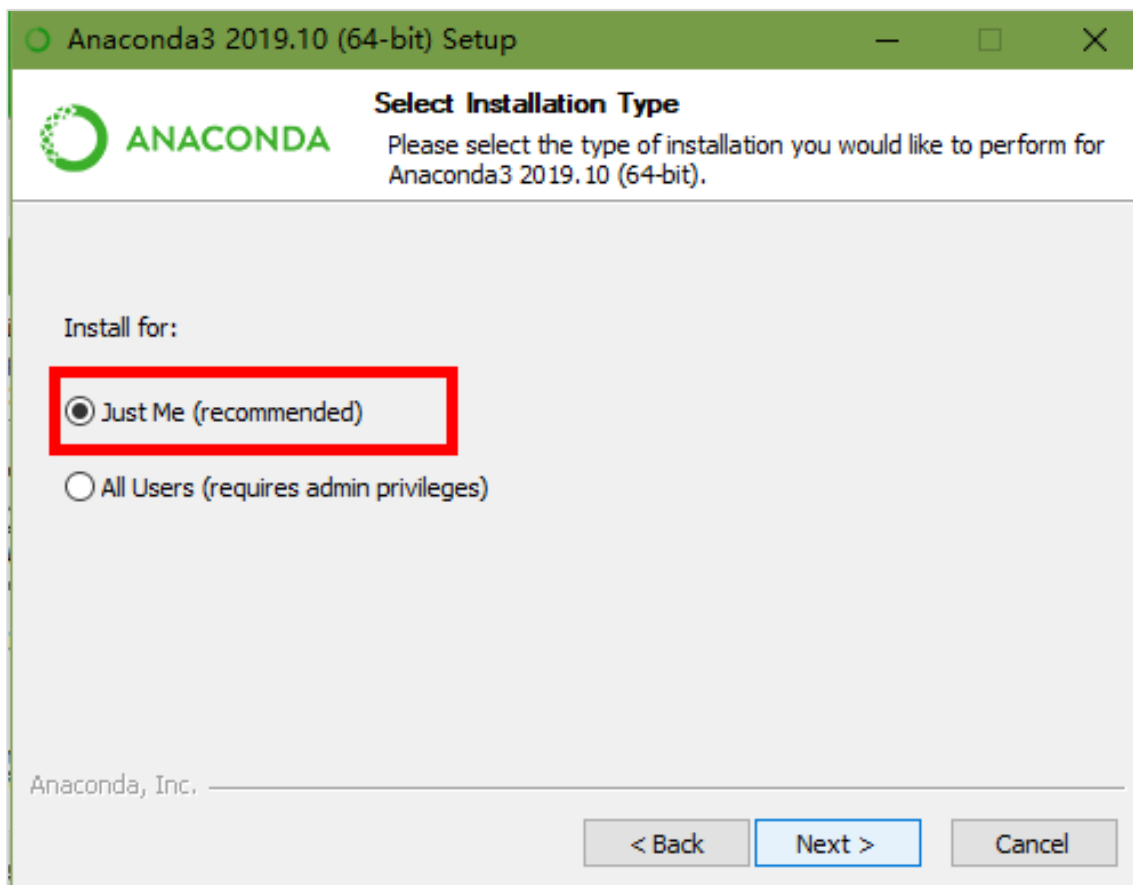 Anaconda3 2019.10 (64-bit) Setup
ANACONDA
Select Installation Type
Please select the type of installation you would like to perform for
Anaconda3 2019.10 (64-bit).
Install for:
Just Me (recommended)
All Users (requires admin privileges)
Anaconda, Inc.
< Back
Next >
Cancel